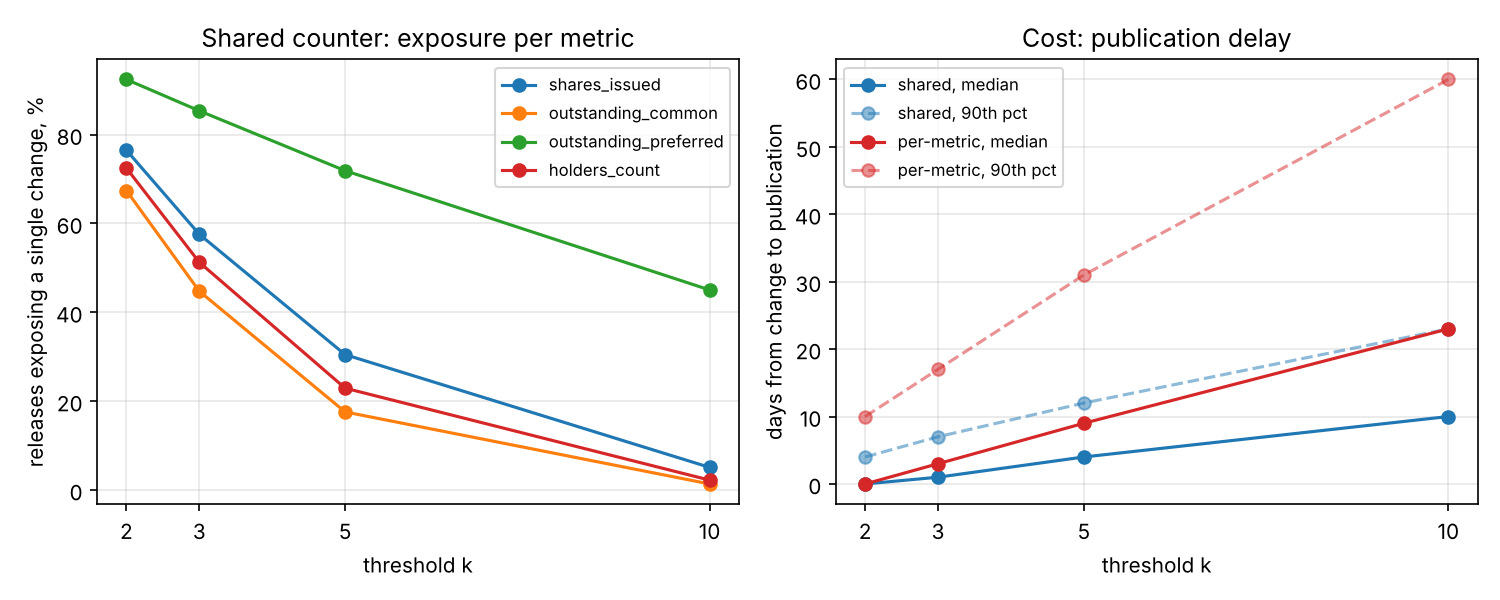 Shared counter: exposure per metric
releases exposing a single change, %
80
60
40
20
0
shares_issued
outstanding_common
outstanding_preferred
holders_count
2 3 5 10
threshold k
Cost: publication delay
days from change to publication
60
50
40
30
20
10
0
shared, median
shared, 90th pct
per-metric, median
per-metric, 90th pct
2 3 5 10
threshold k